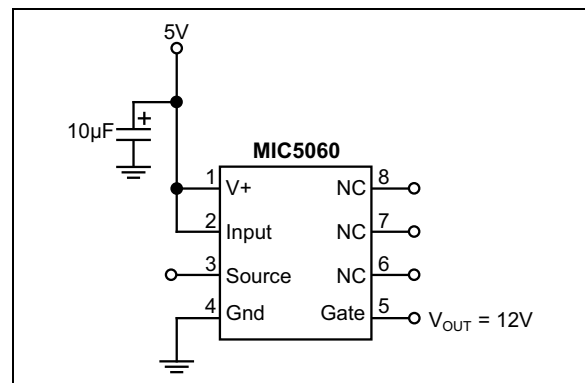 5V
+
10µF
MIC5060
1 V+ NC 8
2 Input NC 7
3 Source NC 6
4 Gnd Gate 5 VOUT = 12V